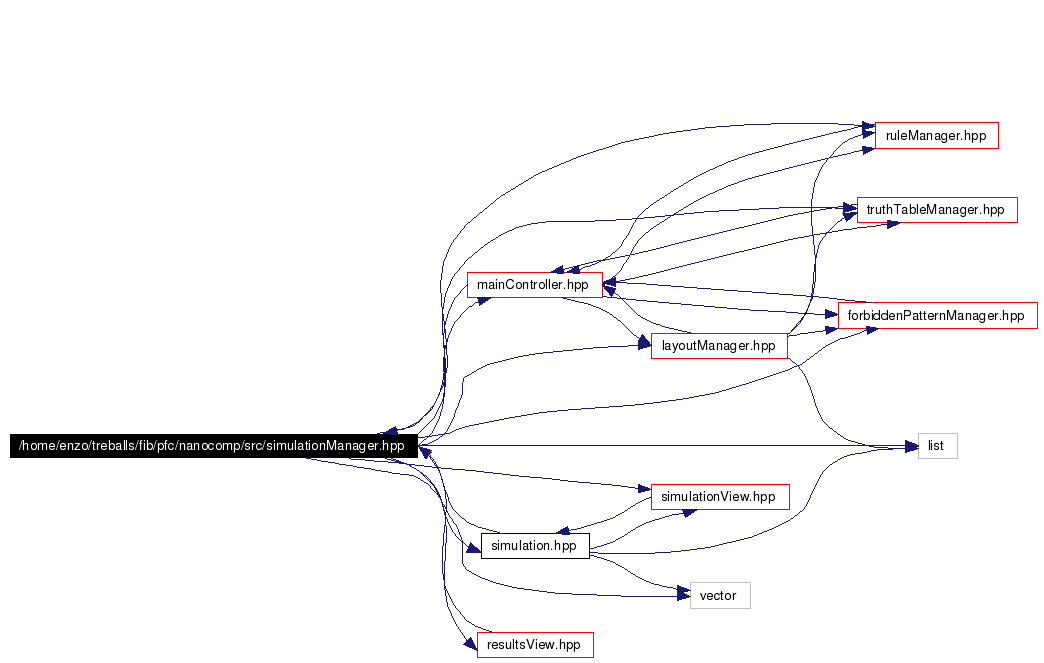 ruleManager.hpp
truthTableManager.hpp
mainController.hpp
forbiddenPatternManager.hpp
layoutManager.hpp
/home/enzo/treballs/fib/pfc/nanocomp/src/simulationManager.hpp
list
simulationView.hpp
simulation.hpp
vector
resultsView.hpp